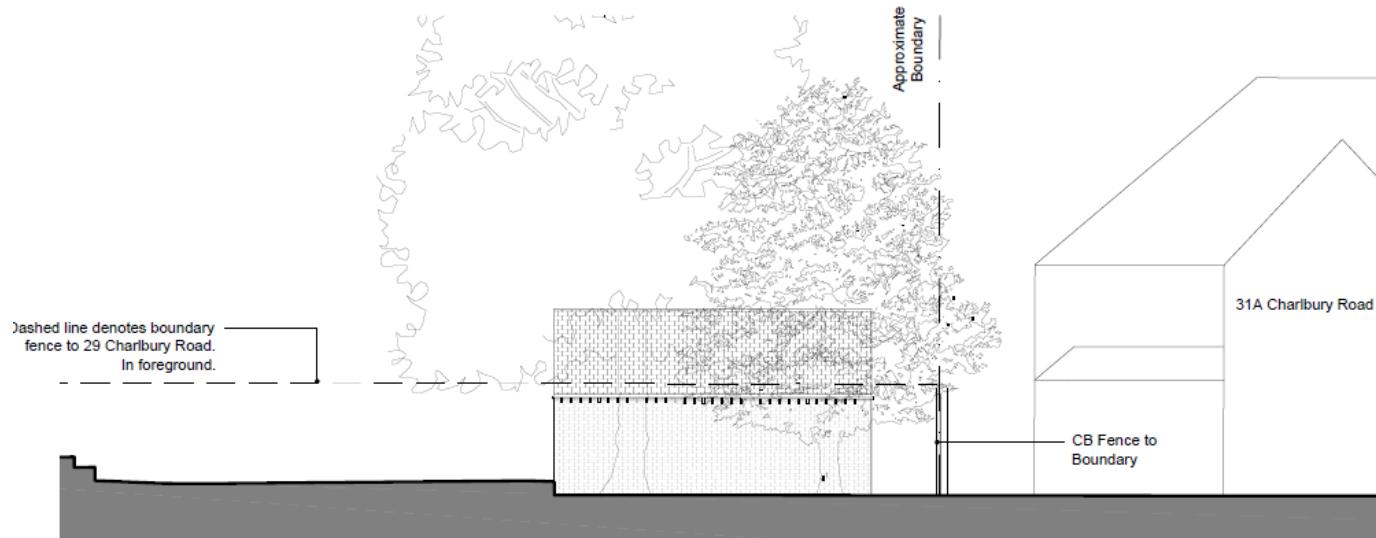 Approximate
Boundary
31A Charlbury Road
Dashed line denotes boundary
fence to 29 Charlbury Road.
In foreground.
CB Fence to
Boundary